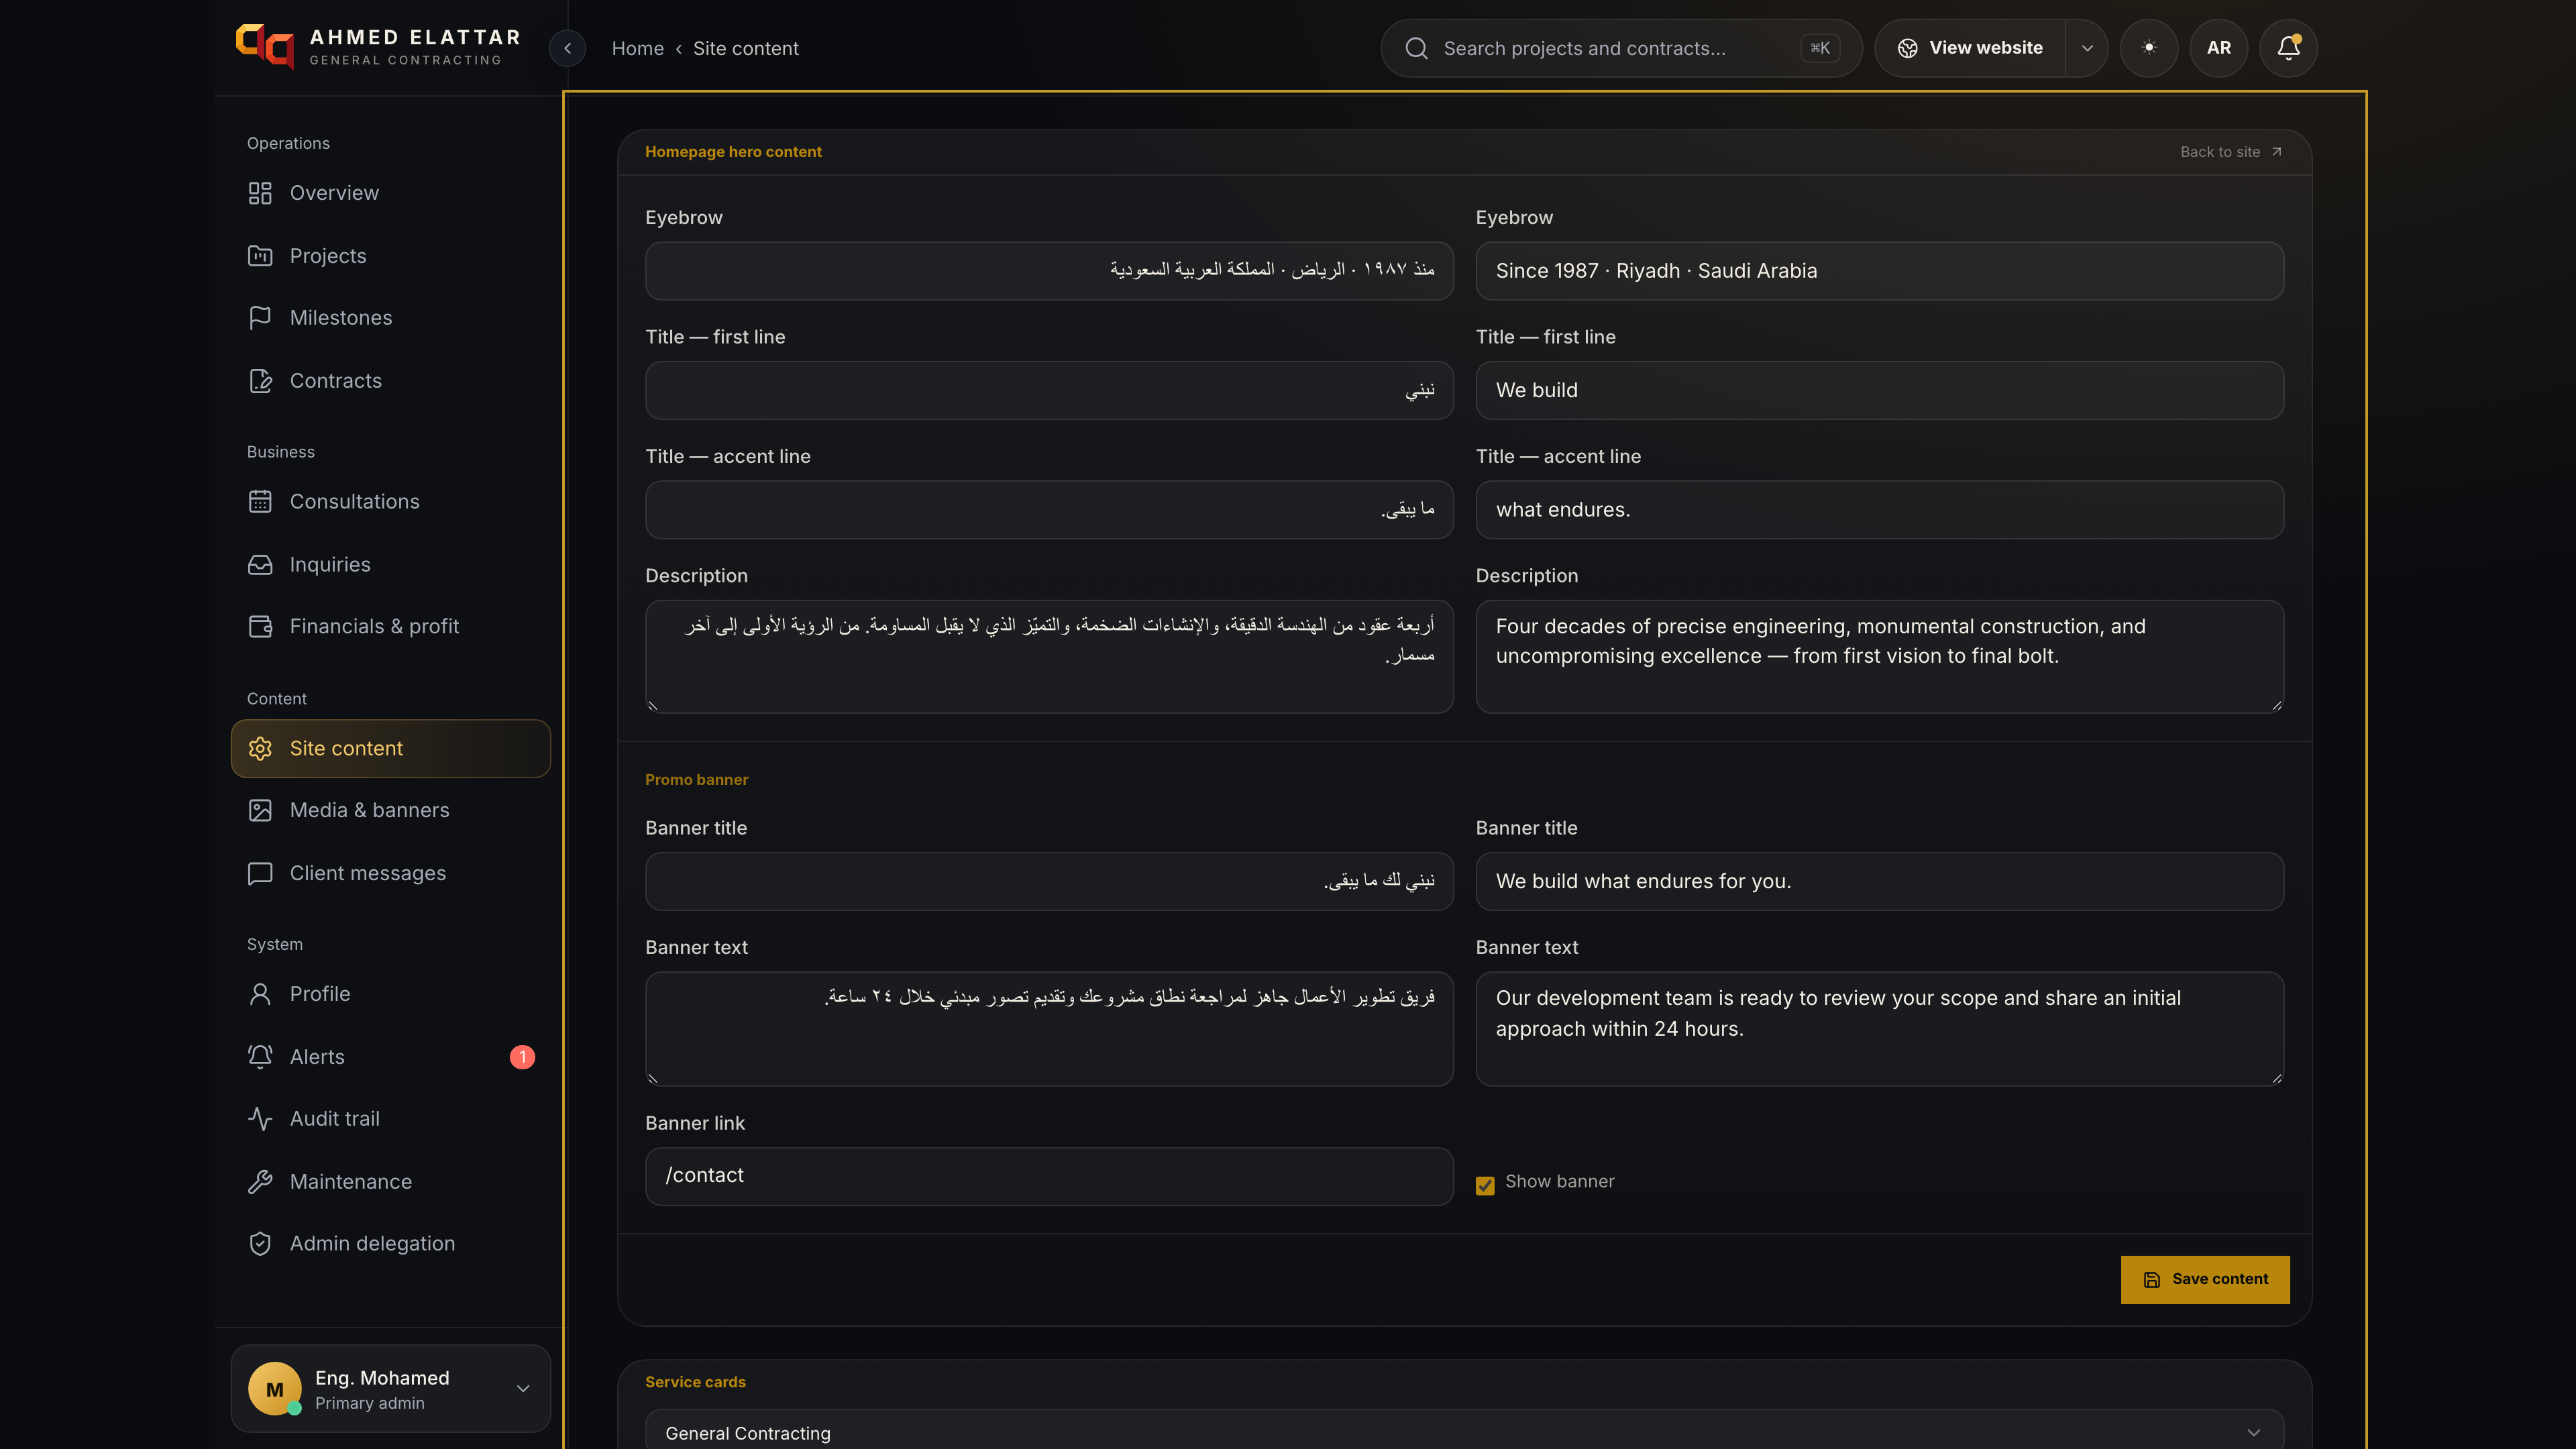 AHMED ELATTAR
GENERAL CONTRACTING
Home ‹ Site content
Search projects and contracts...
⌘K
View website
AR
Operations
Overview
Projects
Milestones
Contracts
Business
Consultations
Inquiries
Financials & profit
Content
Site content
Media & banners
Client messages
System
Profile
Alerts
1
Audit trail
Maintenance
Admin delegation
M
Eng. Mohamed
Primary admin
Homepage hero content
Back to site
Eyebrow
منذ ١٩٨٧ · الرياض · المملكة العربية السعودية
Eyebrow
Since 1987 · Riyadh · Saudi Arabia
Title — first line
نبني
Title — first line
We build
Title — accent line
ما يبقى.
Title — accent line
what endures.
Description
أربعة عقود من الهندسة الدقيقة، والإنشاءات الضخمة، والتميّز الذي لا يقبل المساومة. من الرؤية الأولى إلى آخر
مسمار.
Description
Four decades of precise engineering, monumental construction, and
uncompromising excellence — from first vision to final bolt.
Promo banner
Banner title
نبني لك ما يبقى.
Banner title
We build what endures for you.
Banner text
فريق تطوير الأعمال جاهز لمراجعة نطاق مشروعك وتقديم تصور مبدئي خلال ٢٤ ساعة.
Banner text
Our development team is ready to review your scope and share an initial
approach within 24 hours.
Banner link
/contact
Show banner
Save content
Service cards
General Contracting